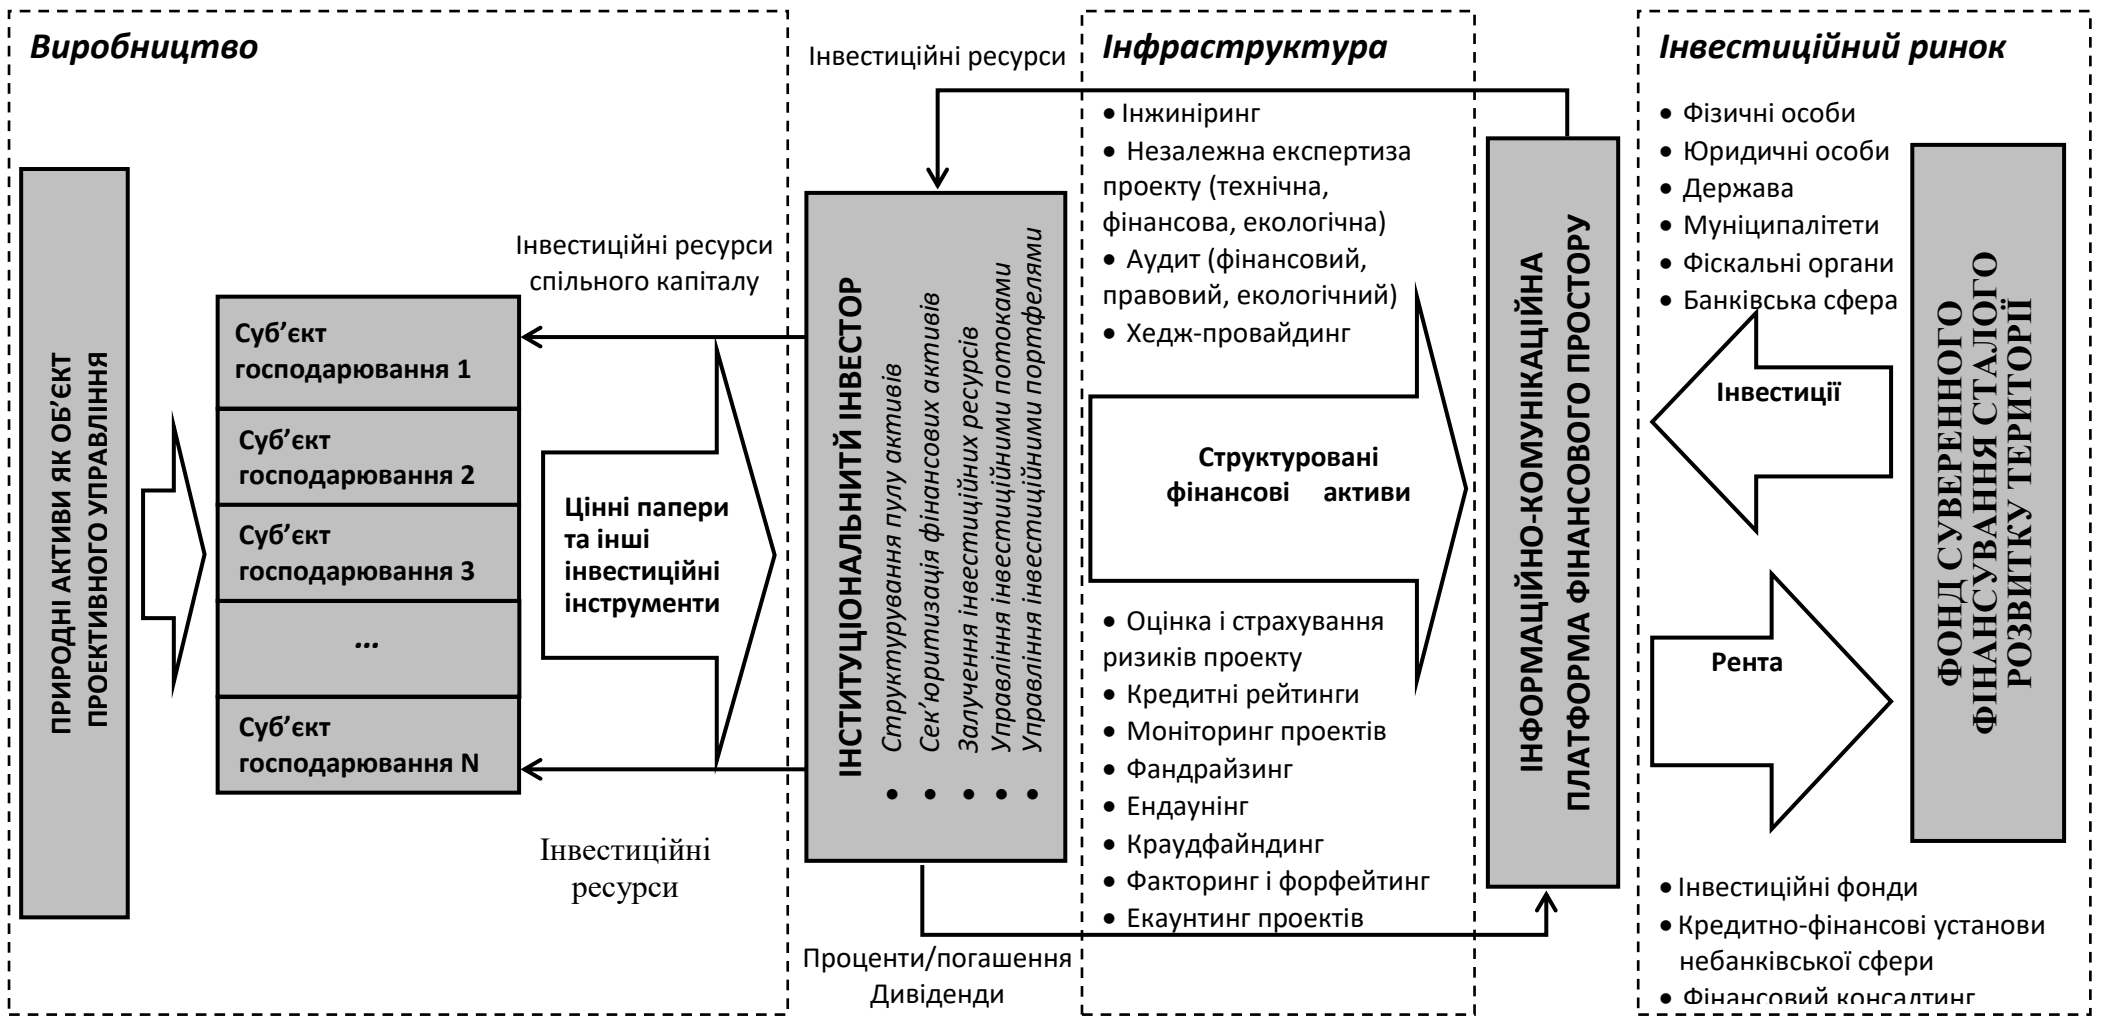 Виробництво
ПРИРОДНІ АКТИВИ ЯК ОБ’ЄКТ
ПРОЕКТИВНОГО УПРАВЛІННЯ
Суб’єкт
господарювання 1
Суб’єкт
господарювання 2
Суб’єкт
господарювання 3
...
Суб’єкт
господарювання N
Інвестиційні ресурси
спільного капіталу
Цінні папери
та інші
інвестиційні
інструменти
Інвестиційні
ресурси
Інвестиційні ресурси
ІНСТИТУЦІОНАЛЬНИТЙ ІНВЕСТОР
• Структурування пулу активів
• Сек’юритизація фінансових активів
• Залучення інвестиційних ресурсів
• Управління інвестиційними потоками
• Управління інвестиційними портфелями
Проценти/погашення
Дивіденди
Інфраструктура
• Інжиніринг
• Незалежна експертиза
проекту (технічна,
фінансова, екологічна)
• Аудит (фінансовий,
правовий, екологічний)
• Хедж-провайдинг
Структуровані
фінансові активи
• Оцінка і страхування
ризиків проекту
• Кредитні рейтинги
• Моніторинг проектів
• Фандрайзинг
• Ендаунінг
• Краудфайндинг
• Факторинг і форфейтинг
• Екаунтинг проектів
ІНФОРМАЦІЙНО-КОМУНІКАЦІЙНА
ПЛАТФОРМА ФІНАНСОВОГО ПРОСТОРУ
Інвестиційний ринок
• Фізичні особи
• Юридичні особи
• Держава
• Муніципалітети
• Фіскальні органи
• Банківська сфера
Інвестиції
Рента
ФОНД СУВЕРЕННОГО
ФІНАНСУВАННЯ СТАЛОГО
РОЗВИТКУ ТЕРИТОРІЇ
• Інвестиційні фонди
• Кредитно-фінансові установи
небанківської сфери
• Фінансовий консалтинг